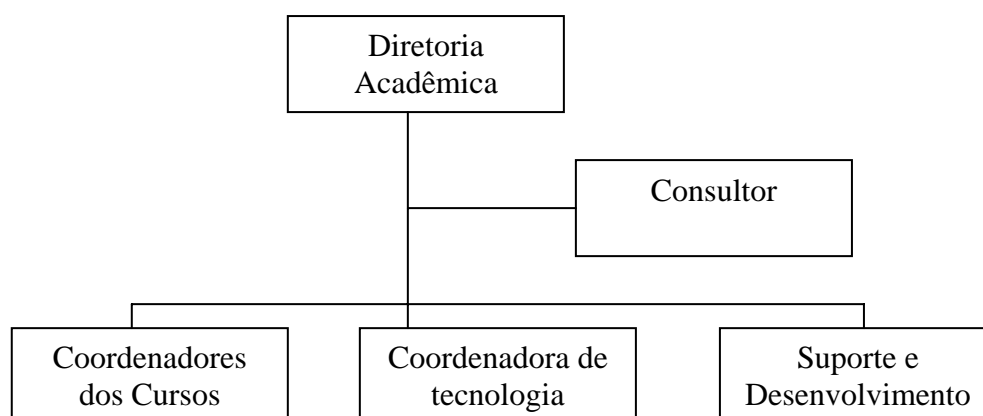 Diretoria
Acadêmica
Consultor
Coordenadores
dos Cursos
Coordenadora de
tecnologia
Suporte e
Desenvolvimento